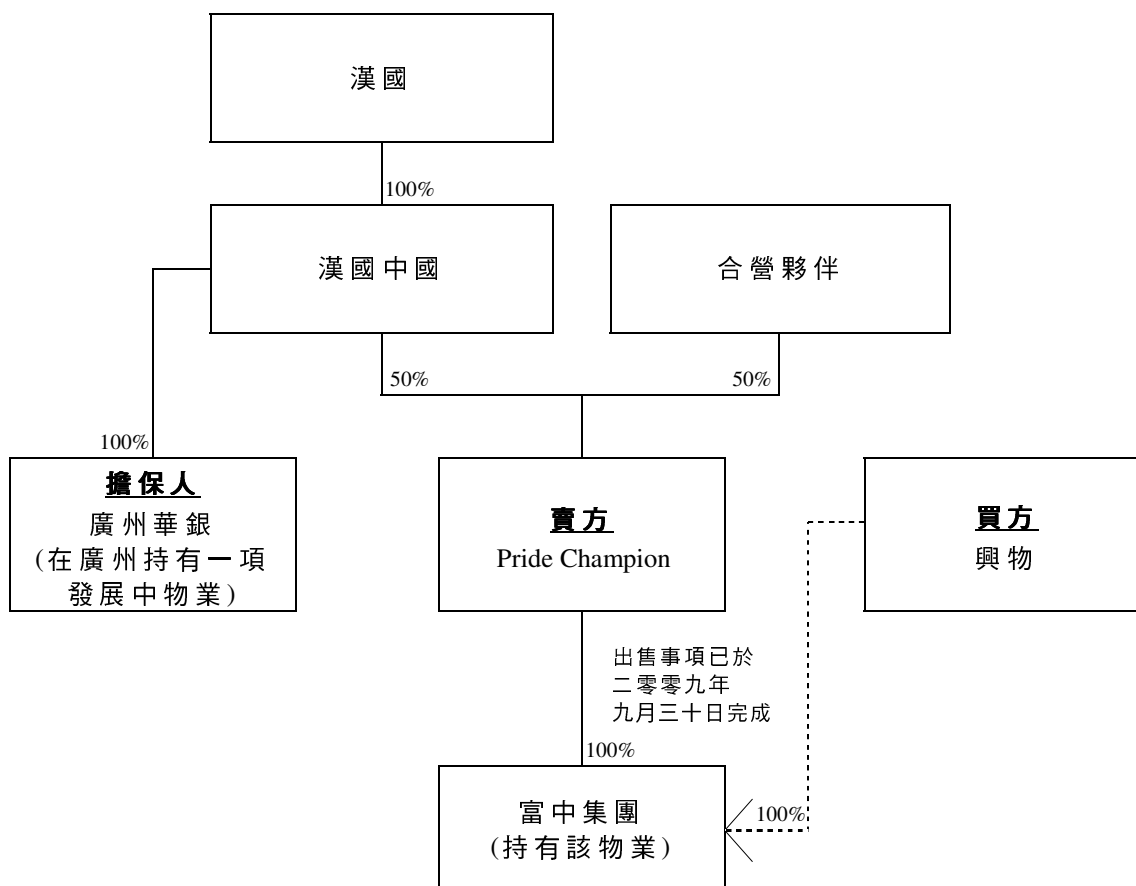 漢國
100%
漢國中國
合營夥伴
50%
50%
100%
擔保人
廣州華銀
(在廣州持有一項
發展中物業)
賣方
Pride Champion
買方
興物
出售事項已於
二零零九年
九月三十日完成
100%
富中集團
(持有該物業)
100%